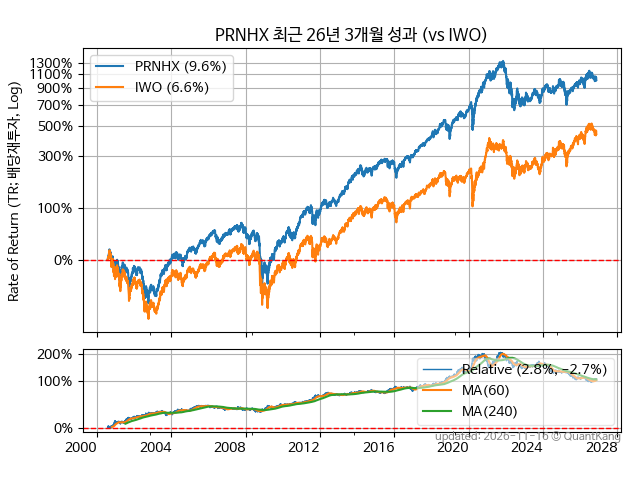 PRNHX 최근 26년 3개월 성과 (vs IWO)
Rate of Return (TR: 배당재투자, Log)
1300%
1100%
900%
700%
500%
300%
100%
0%
PRNHX (9.6%)
IWO (6.6%)
200%
100%
0%
Relative (2.8%, −2.7%)
MA(60)
MA(240)
2000 2004 2008 2012 2016 2020 2024 2028
updated: 2026-11-16 © QuantKang